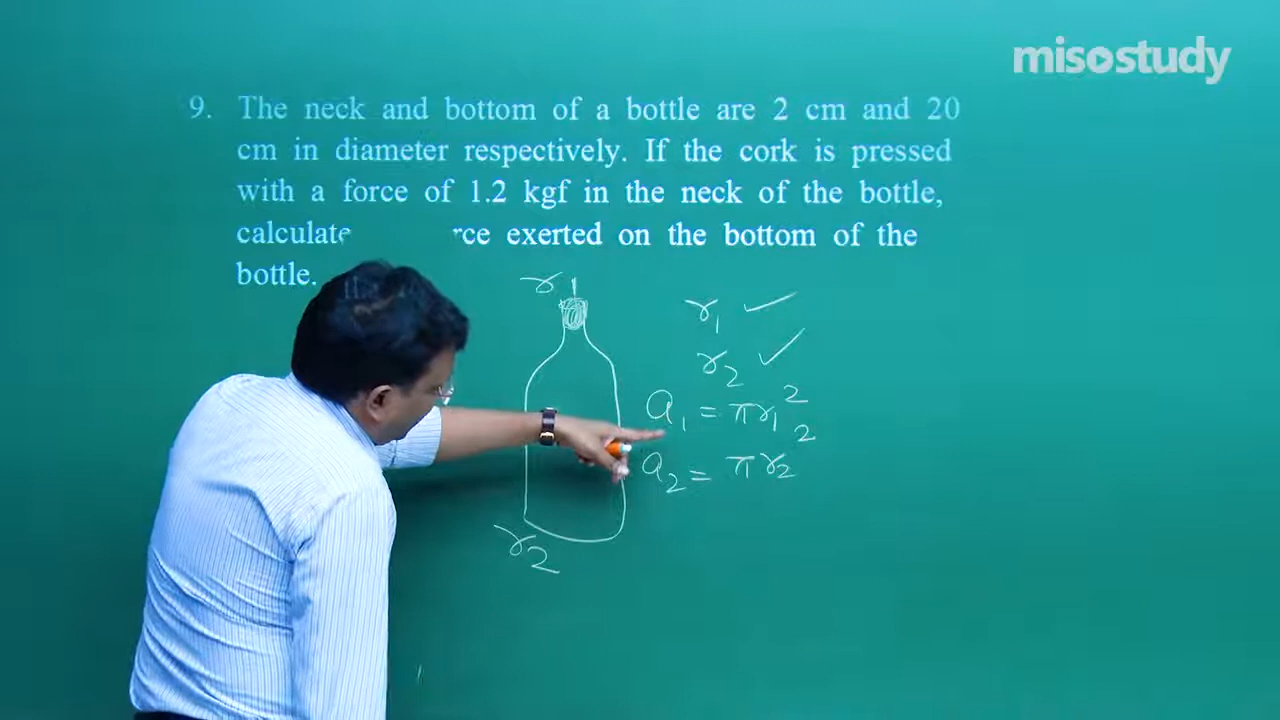 misostudy
9. The neck and bottom of a bottle are 2 cm and 20
cm in diameter respectively. If the cork is pressed
with a force of 1.2 kgf in the neck of the bottle,
calculate rce exerted on the bottom of the
bottle.
r
r₁ ✓
r₂ ✓
a₁ = πr₁²
a₂ = πr₂²
r₂